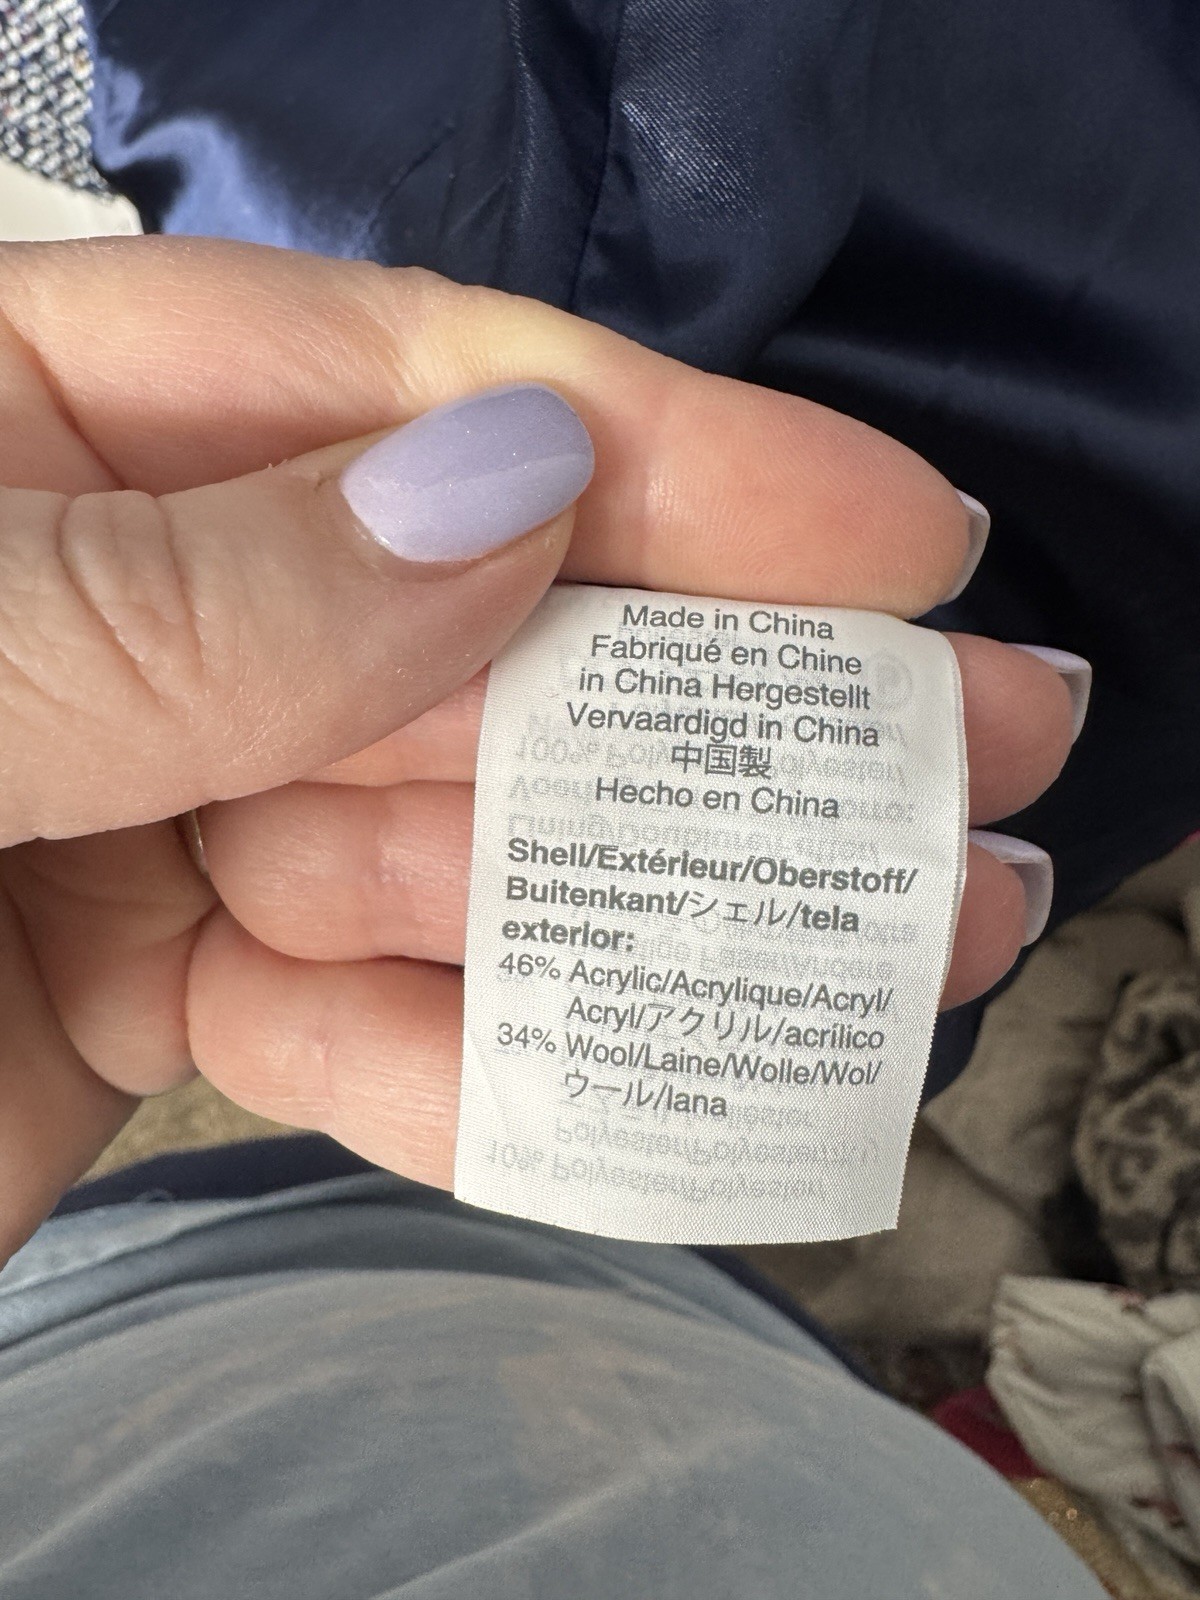 Made in China
Fabriqué en Chine
in China Hergestellt
Vervaardigd in China
中国製
Hecho en China
Shell/Extérieur/Oberstoff/
Buitenkant/シェル/tela
exterior:
46% Acrylic/Acrylique/Acryl/
Acryl/アクリル/acrílico
34% Wool/Laine/Wolle/Wol/
ウール/lana